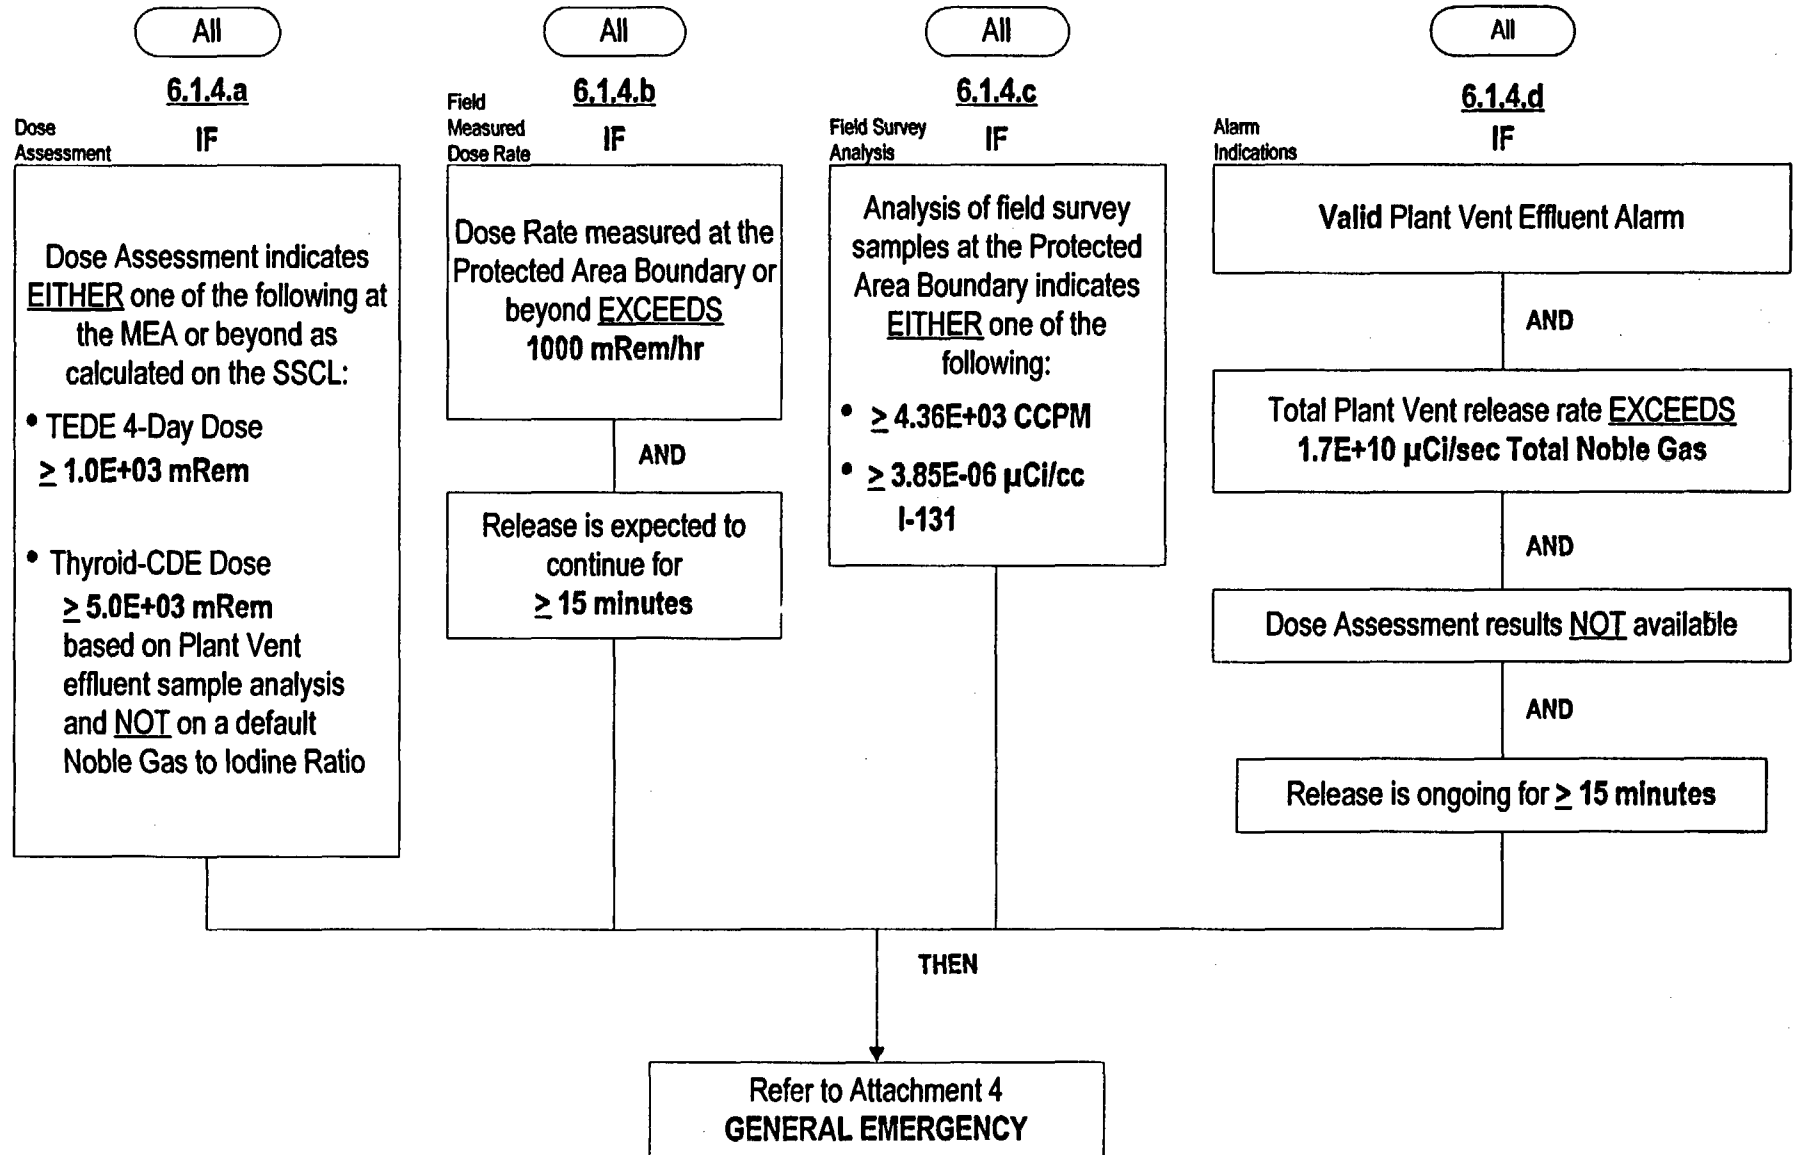 All
6.1.4.a
Dose
Assessment
IF
Dose Assessment indicates
EITHER one of the following at
the MEA or beyond as
calculated on the SSCL:
• TEDE 4-Day Dose
≥ 1.0E+03 mRem
• Thyroid-CDE Dose
≥ 5.0E+03 mRem
based on Plant Vent
effluent sample analysis
and NOT on a default
Noble Gas to Iodine Ratio
All
6.1.4.b
Field
Measured
Dose Rate
IF
Dose Rate measured at the
Protected Area Boundary or
beyond EXCEEDS
1000 mRem/hr
AND
Release is expected to
continue for
≥ 15 minutes
All
6.1.4.c
Field Survey
Analysis
IF
Analysis of field survey
samples at the Protected
Area Boundary indicates
EITHER one of the
following:
• ≥ 4.36E+03 CCPM
• ≥ 3.85E-06 µCi/cc
I-131
All
6.1.4.d
Alarm
Indications
IF
Valid Plant Vent Effluent Alarm
AND
Total Plant Vent release rate EXCEEDS
1.7E+10 µCi/sec Total Noble Gas
AND
Dose Assessment results NOT available
AND
Release is ongoing for ≥ 15 minutes
THEN
Refer to Attachment 4
GENERAL EMERGENCY